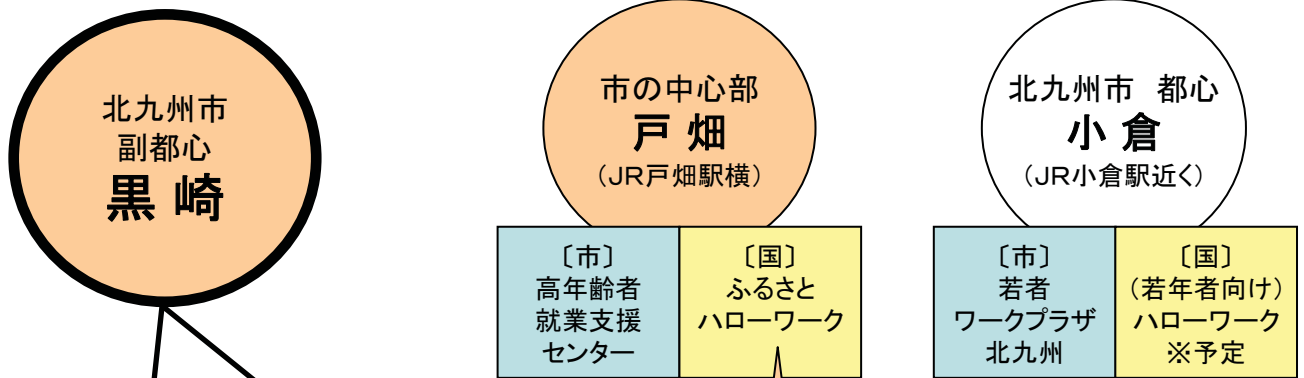 北九州市
副都心
黒崎
市の中心部
戸畑
（JR戸畑駅横）
〔市〕
高年齢者
就業支援
センター
〔国〕
ふるさと
ハローワーク
北九州市　都心
小倉
（JR小倉駅近く）
〔市〕
若者
ワークプラザ
北九州
〔国〕
（若年者向け）
ハローワーク
※予定